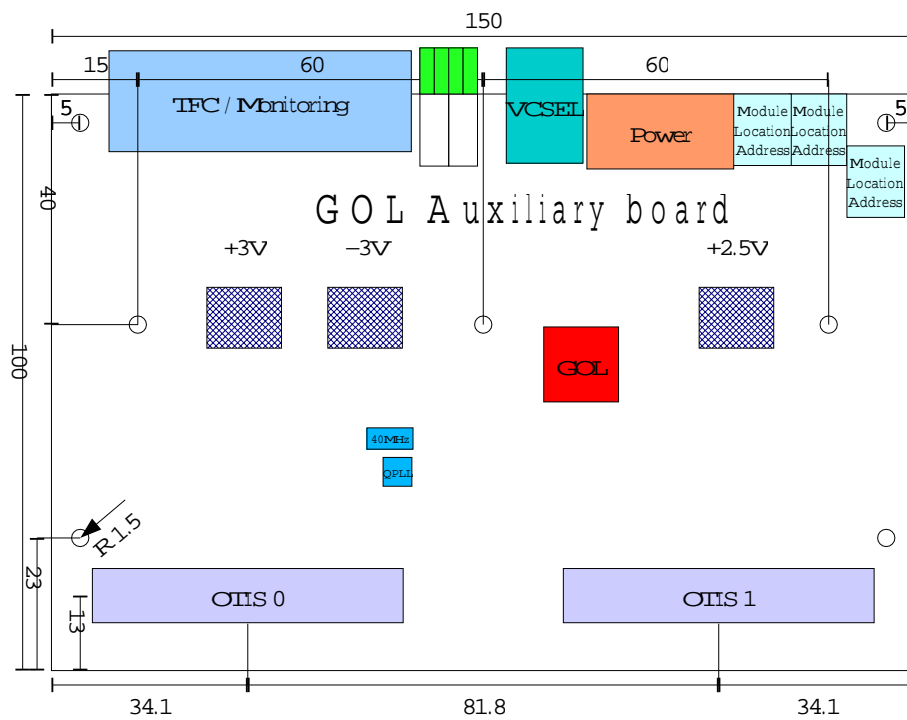 150
15
60
60
TFC / Monitoring
VCSEL
Power
Module
Location
Address
Module
Location
Address
Module
Location
Address
5
5
40
GOL Auxiliary board
+3V
−3V
+2.5V
100
GOL
40MHz
QPLL
R 1.5
23
13
OTIS 0
OTIS 1
34.1
81.8
34.1